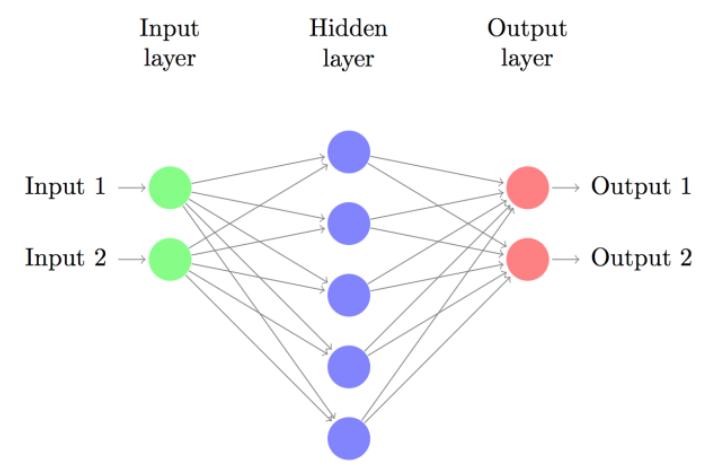 Input
layer
Hidden
layer
Output
layer
Input 1
Output 1
Input 2
Output 2